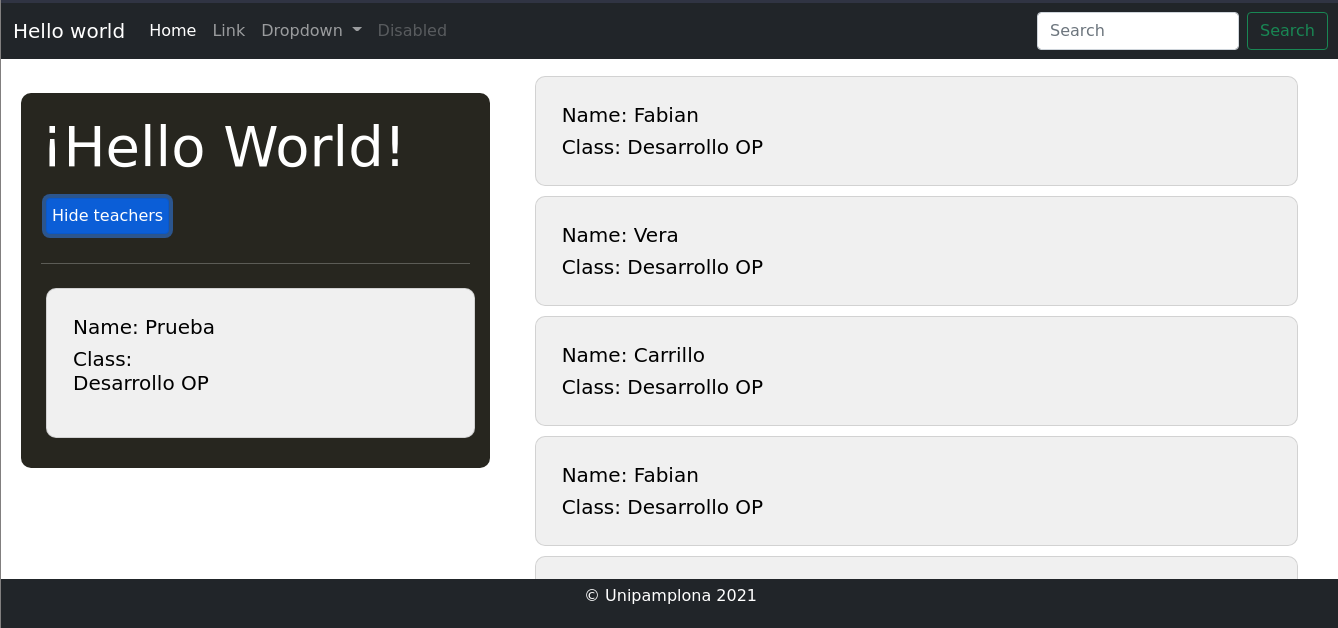 Hello world Home Link Dropdown Disabled Search Search
¡Hello World!
Hide teachers
Name: Prueba
Class:
Desarrollo OP
Name: Fabian
Class: Desarrollo OP
Name: Vera
Class: Desarrollo OP
Name: Carrillo
Class: Desarrollo OP
Name: Fabian
Class: Desarrollo OP
© Unipamplona 2021